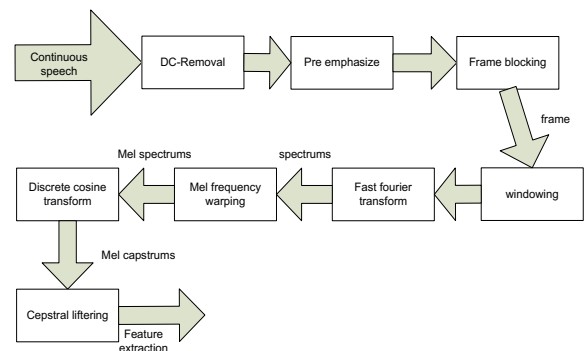 Continuous
speech
DC-Removal
Pre emphasize
Frame blocking
frame
windowing
Fast fourier
transform
spectrums
Mel frequency
warping
Mel spectrums
Discrete cosine
transform
Mel capstrums
Cepstral liftering
Feature
extraction